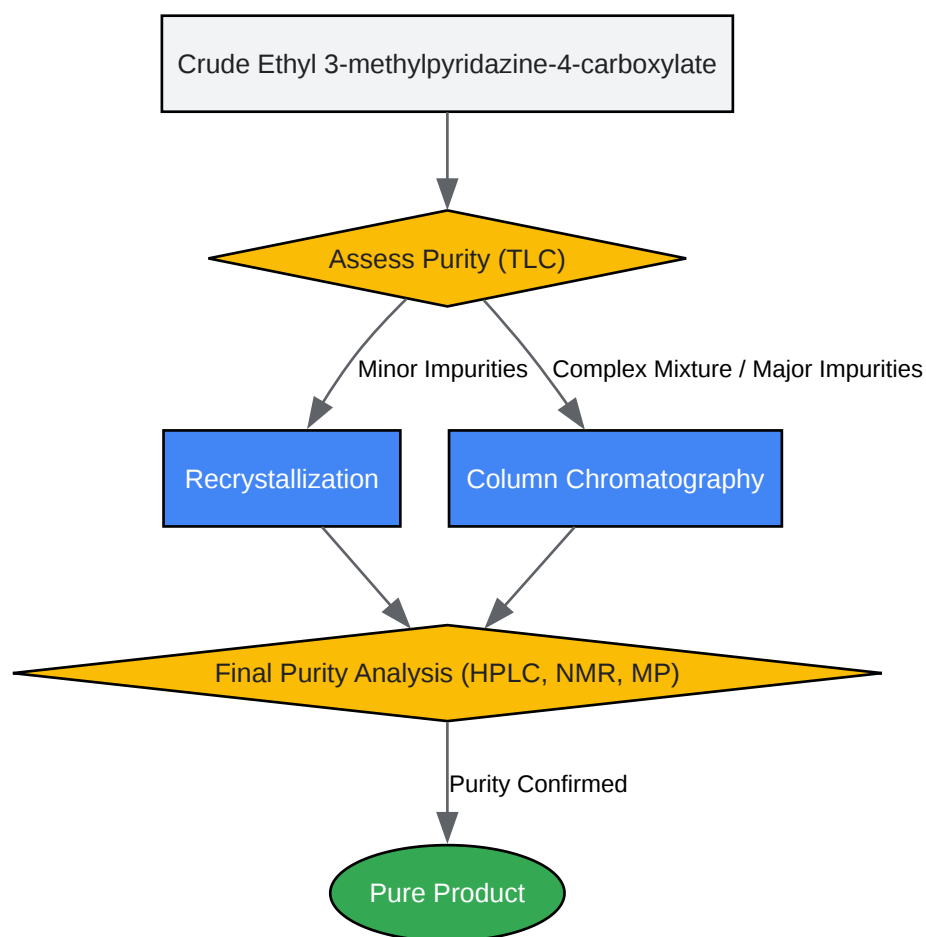 Crude Ethyl 3-methylpyridazine-4-carboxylate
Assess Purity (TLC)
Minor Impurities
Complex Mixture / Major Impurities
Recrystallization
Column Chromatography
Final Purity Analysis (HPLC, NMR, MP)
Purity Confirmed
Pure Product